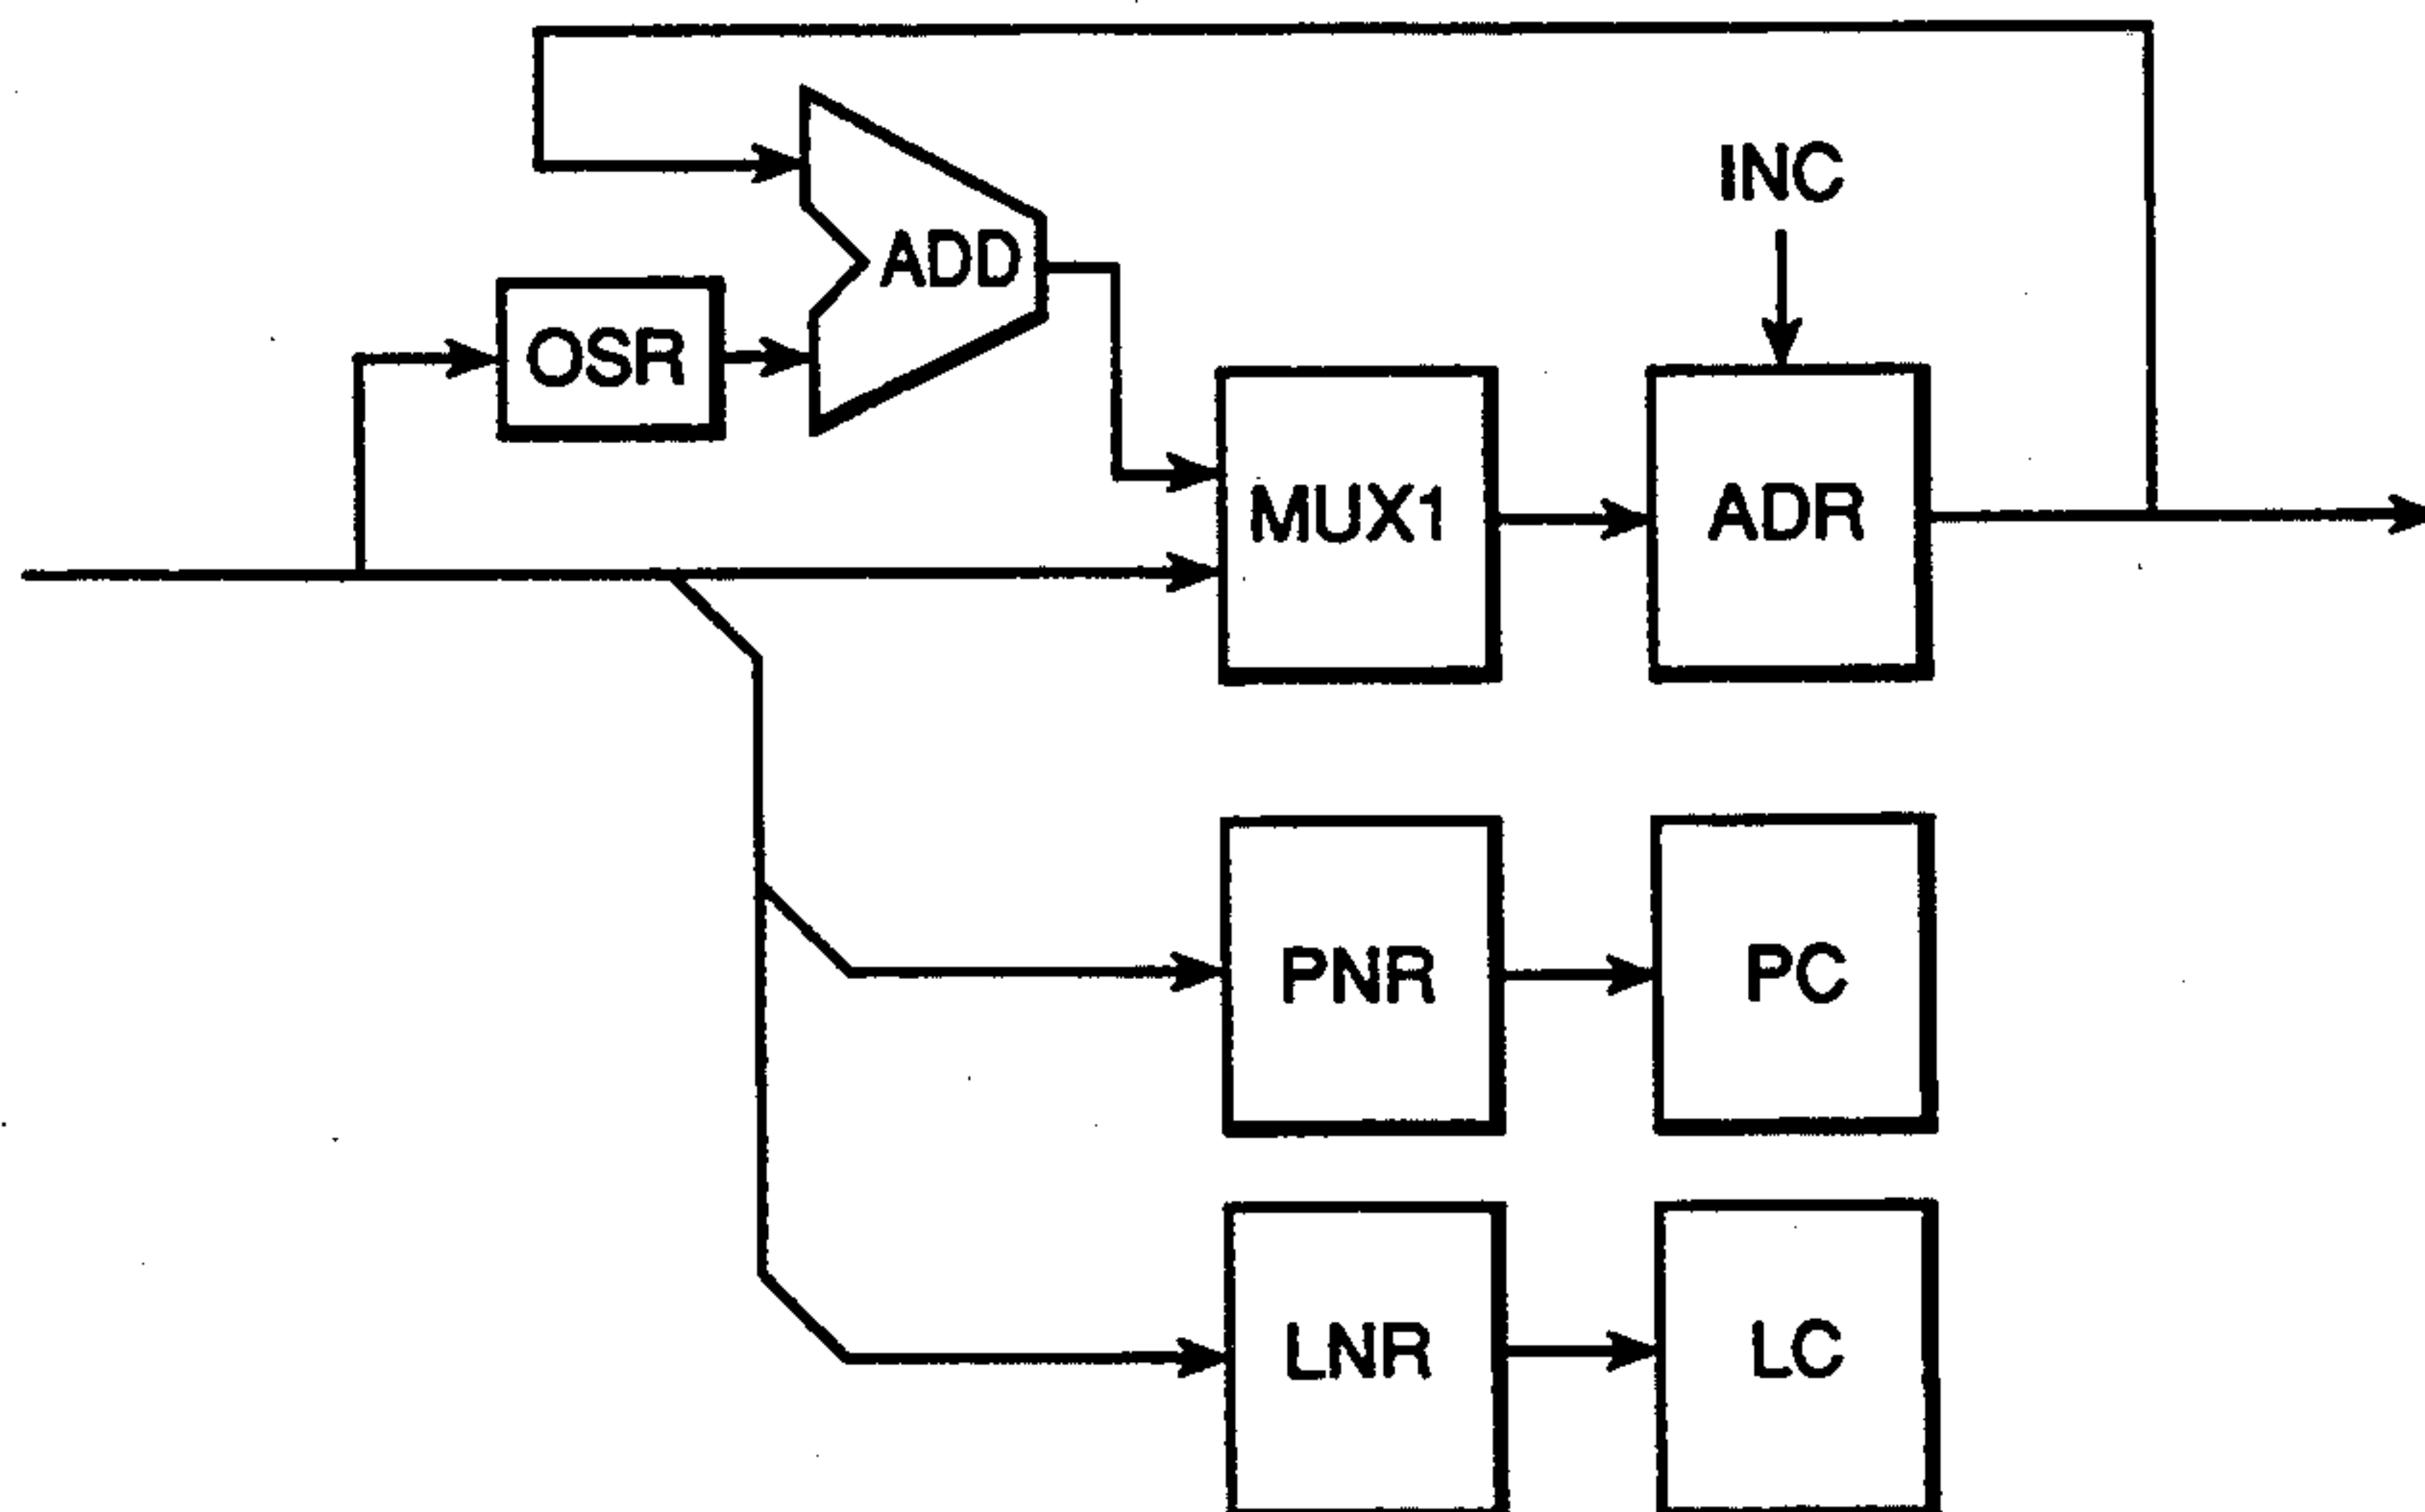 INC
ADD
OSR
MUX1
ADR
PNR
PC
LNR
LC